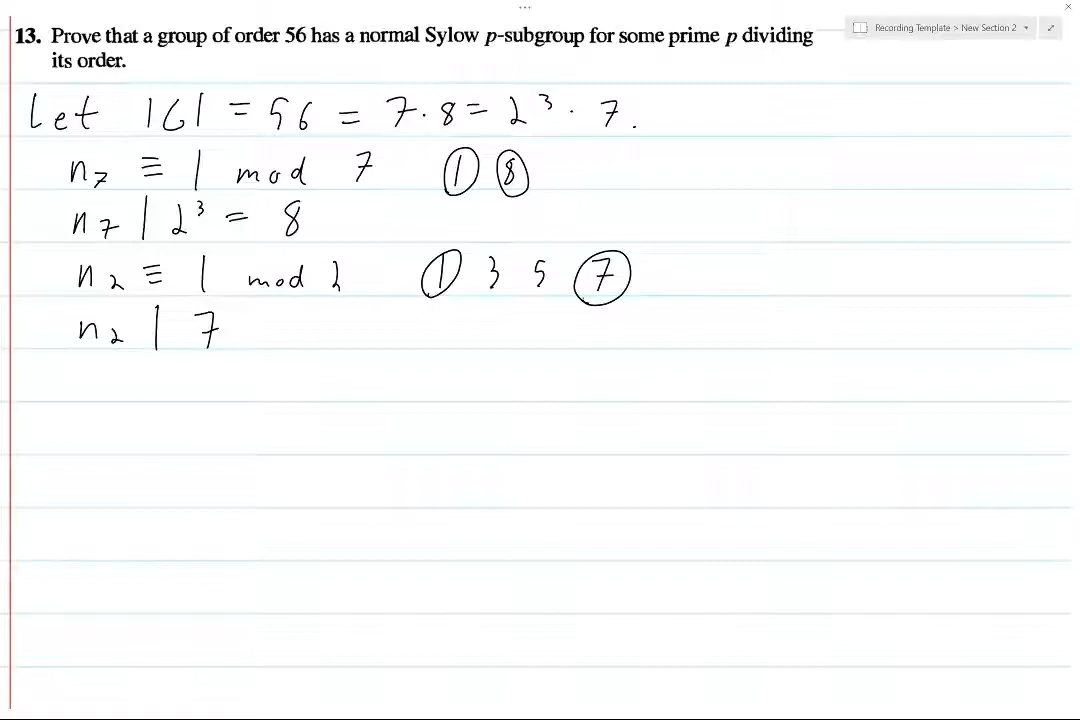 Recording Template > New Section 2
13. Prove that a group of order 56 has a normal Sylow p-subgroup for some prime p dividing
its order.
Let |G| = 56 = 7 · 8 = 2³ · 7.
n₇ ≡ 1 mod 7 1 8
n₇ | 2³ = 8
n₂ ≡ 1 mod 2 1 3 5 7
n₂ | 7